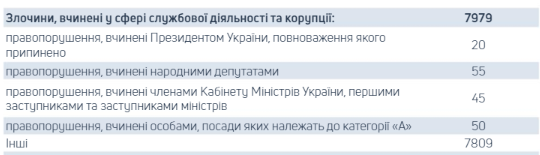 Злочини, вчинені у сфері службової діяльності та корупції: 7979
правопорушення, вчинені Президентом України, повноваження якого
припинено 20
правопорушення, вчинені народними депутатами 55
правопорушення, вчинені членами Кабінету Міністрів України, першими
заступниками та заступниками міністрів 45
правопорушення, вчинені особами, посади яких належать до категорії «А» 50
Інші 7809